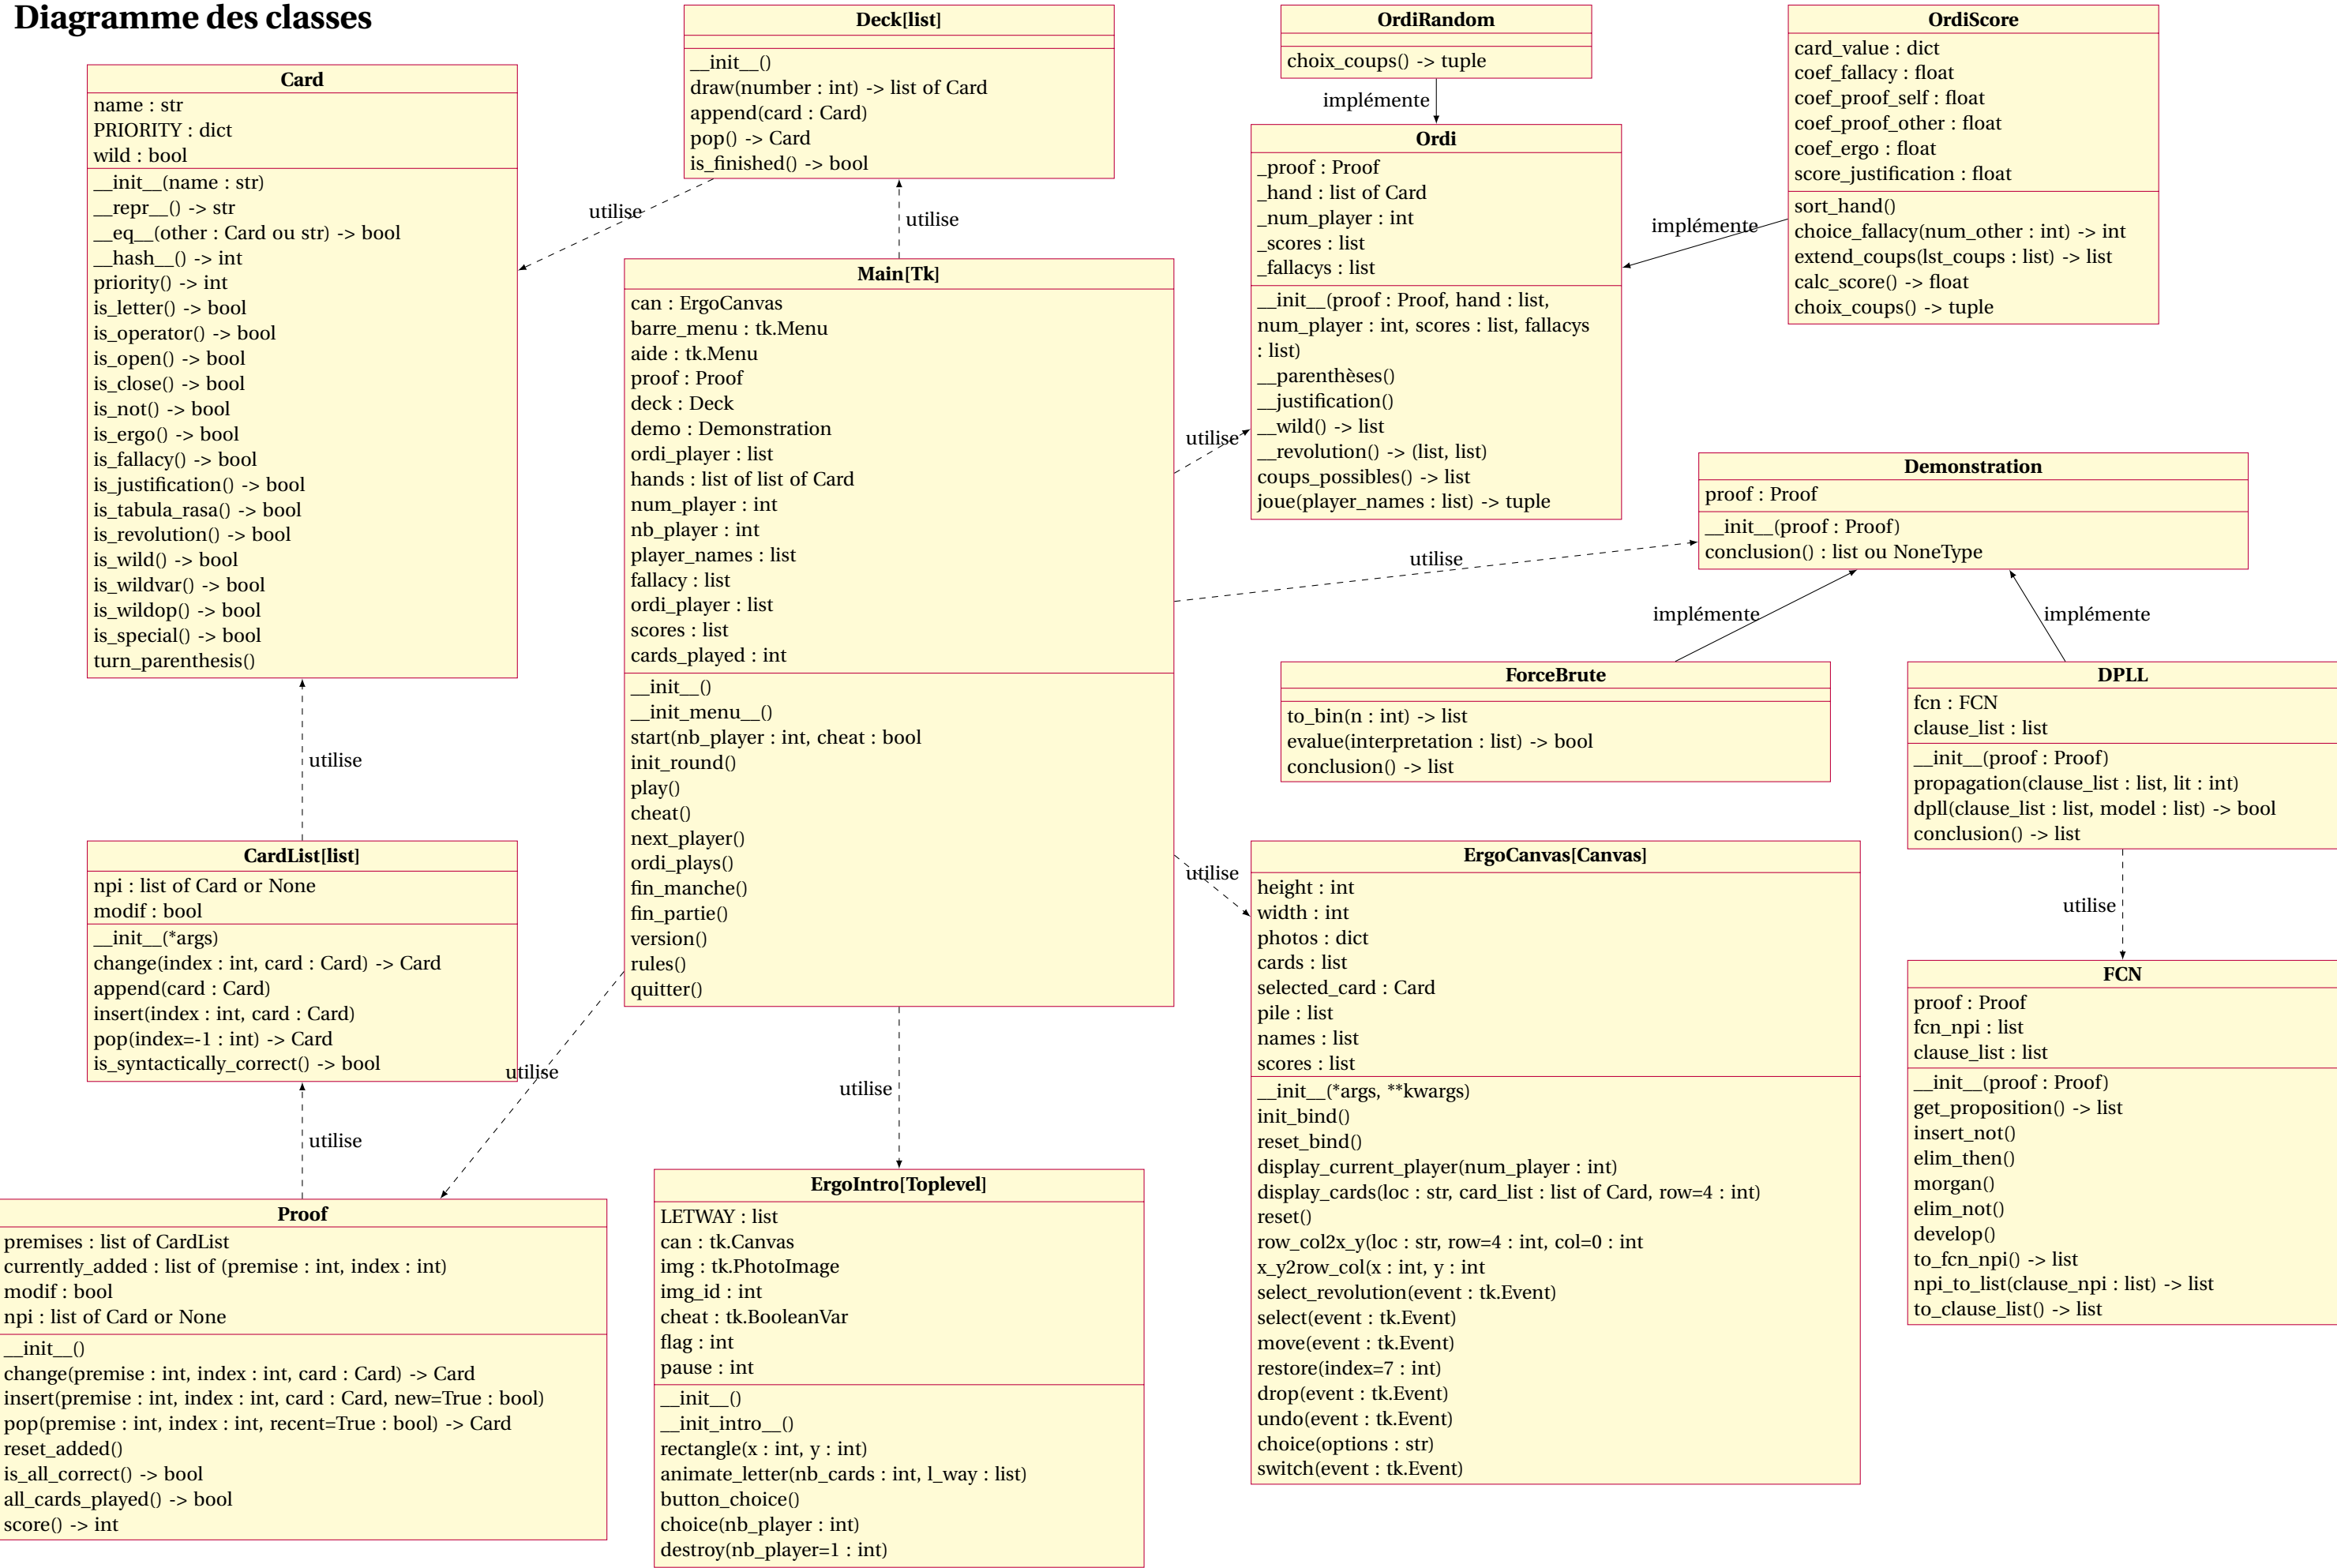 Diagramme des classes
Card
name : str
PRIORITY : dict
wild : bool
__init__(name : str)
__repr__() -> str
__eq__(other : Card ou str) -> bool
__hash__() -> int
priority() -> int
is_letter() -> bool
is_operator() -> bool
is_open() -> bool
is_close() -> bool
is_not() -> bool
is_ergo() -> bool
is_fallacy() -> bool
is_justification() -> bool
is_tabula_rasa() -> bool
is_revolution() -> bool
is_wild() -> bool
is_wildvar() -> bool
is_wildop() -> bool
is_special() -> bool
turn_parenthesis()
utilise
CardList[list]
npi : list of Card or None
modif : bool
__init__(*args)
change(index : int, card : Card) -> Card
append(card : Card)
insert(index : int, card : Card)
pop(index=-1 : int) -> Card
is_syntactically_correct() -> bool
utilise
Proof
premises : list of CardList
currently_added : list of (premise : int, index : int)
modif : bool
npi : list of Card or None
__init__()
change(premise : int, index : int, card : Card) -> Card
insert(premise : int, index : int, card : Card, new=True : bool)
pop(premise : int, index : int, recent=True : bool) -> Card
reset_added()
is_all_correct() -> bool
all_cards_played() -> bool
score() -> int
Deck[list]
__init__()
draw(number : int) -> list of Card
append(card : Card)
pop() -> Card
is_finished() -> bool
utilise
utilise
Main[Tk]
can : ErgoCanvas
barre_menu : tk.Menu
aide : tk.Menu
proof : Proof
deck : Deck
demo : Demonstration
ordi_player : list
hands : list of list of Card
num_player : int
nb_player : int
player_names : list
fallacy : list
ordi_player : list
scores : list
cards_played : int
__init__()
__init_menu__()
start(nb_player : int, cheat : bool
init_round()
play()
cheat()
next_player()
ordi_plays()
fin_manche()
fin_partie()
version()
rules()
quitter()
utilise
utilise
ErgoIntro[Toplevel]
LETWAY : list
can : tk.Canvas
img : tk.PhotoImage
img_id : int
cheat : tk.BooleanVar
flag : int
pause : int
__init__()
__init_intro__()
rectangle(x : int, y : int)
animate_letter(nb_cards : int, l_way : list)
button_choice()
choice(nb_player : int)
destroy(nb_player=1 : int)
OrdiRandom
choix_coups() -> tuple
implémente
Ordi
_proof : Proof
_hand : list of Card
_num_player : int
_scores : list
_fallacys : list
__init__(proof : Proof, hand : list,
num_player : int, scores : list, fallacys
: list)
__parenthèses()
__justification()
__wild() -> list
__revolution() -> (list, list)
coups_possibles() -> list
joue(player_names : list) -> tuple
utilise
OrdiScore
card_value : dict
coef_fallacy : float
coef_proof_self : float
coef_proof_other : float
coef_ergo : float
score_justification : float
sort_hand()
choice_fallacy(num_other : int) -> int
extend_coups(lst_coups : list) -> list
calc_score() -> float
choix_coups() -> tuple
implémente
Demonstration
proof : Proof
__init__(proof : Proof)
conclusion() : list ou NoneType
utilise
implémente
implémente
ForceBrute
to_bin(n : int) -> list
evalue(interpretation : list) -> bool
conclusion() -> list
DPLL
fcn : FCN
clause_list : list
__init__(proof : Proof)
propagation(clause_list : list, lit : int)
dpll(clause_list : list, model : list) -> bool
conclusion() -> list
utilise
FCN
proof : Proof
fcn_npi : list
clause_list : list
__init__(proof : Proof)
get_proposition() -> list
insert_not()
elim_then()
morgan()
elim_not()
develop()
to_fcn_npi() -> list
npi_to_list(clause_npi : list) -> list
to_clause_list() -> list
utilise
ErgoCanvas[Canvas]
height : int
width : int
photos : dict
cards : list
selected_card : Card
pile : list
names : list
scores : list
__init__(*args, **kwargs)
init_bind()
reset_bind()
display_current_player(num_player : int)
display_cards(loc : str, card_list : list of Card, row=4 : int)
reset()
row_col2x_y(loc : str, row=4 : int, col=0 : int
x_y2row_col(x : int, y : int
select_revolution(event : tk.Event)
select(event : tk.Event)
move(event : tk.Event)
restore(index=7 : int)
drop(event : tk.Event)
undo(event : tk.Event)
choice(options : str)
switch(event : tk.Event)